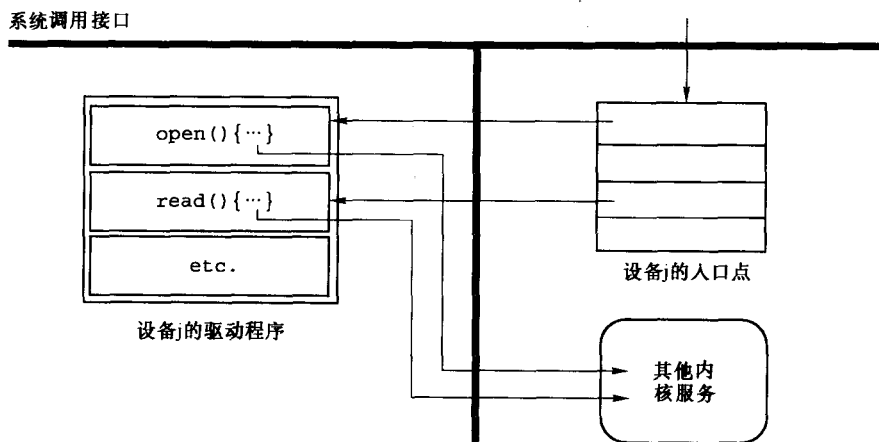 系统调用接口
open(){…}
read(){…}
etc.
设备j的驱动程序
设备j的入口点
其他内
核服务